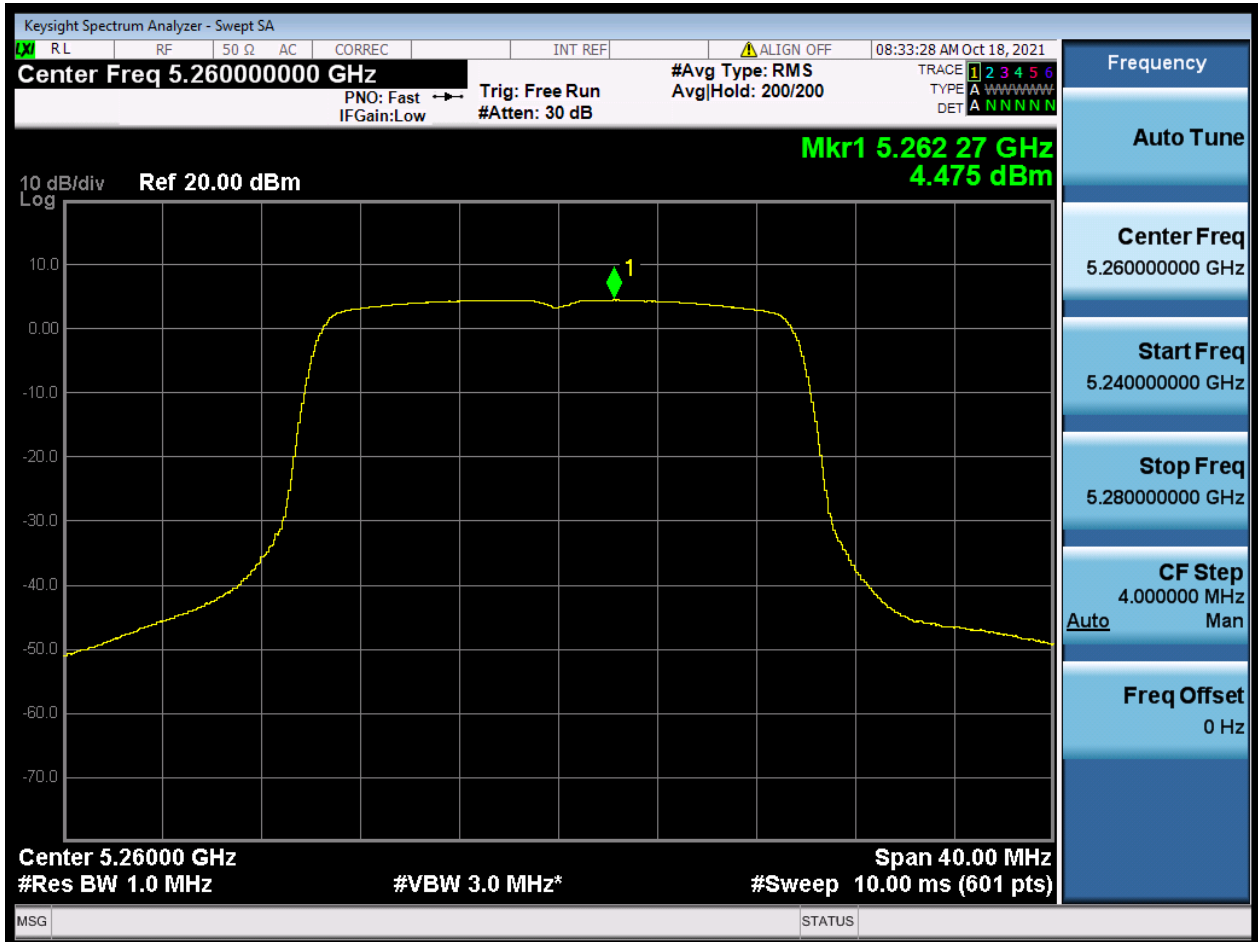 Keysight Spectrum Analyzer - Swept SA
LXI RL RF 50 Ω AC CORREC INT REF ALIGN OFF 08:33:28 AM Oct 18, 2021
Center Freq 5.260000000 GHz
PNO: Fast
IFGain:Low
Trig: Free Run
#Atten: 30 dB
#Avg Type: RMS
Avg|Hold: 200/200
TRACE 1 2 3 4 5 6
TYPE A WWWWW
DET A N N N N N
Mkr1 5.262 27 GHz
4.475 dBm
10 dB/div Ref 20.00 dBm
Log
1
10.0
0.00
-10.0
-20.0
-30.0
-40.0
-50.0
-60.0
-70.0
Center 5.26000 GHz Span 40.00 MHz
#Res BW 1.0 MHz #VBW 3.0 MHz* #Sweep 10.00 ms (601 pts)
MSG STATUS
Frequency
Auto Tune
Center Freq
5.260000000 GHz
Start Freq
5.240000000 GHz
Stop Freq
5.280000000 GHz
CF Step
4.000000 MHz
Auto Man
Freq Offset
0 Hz